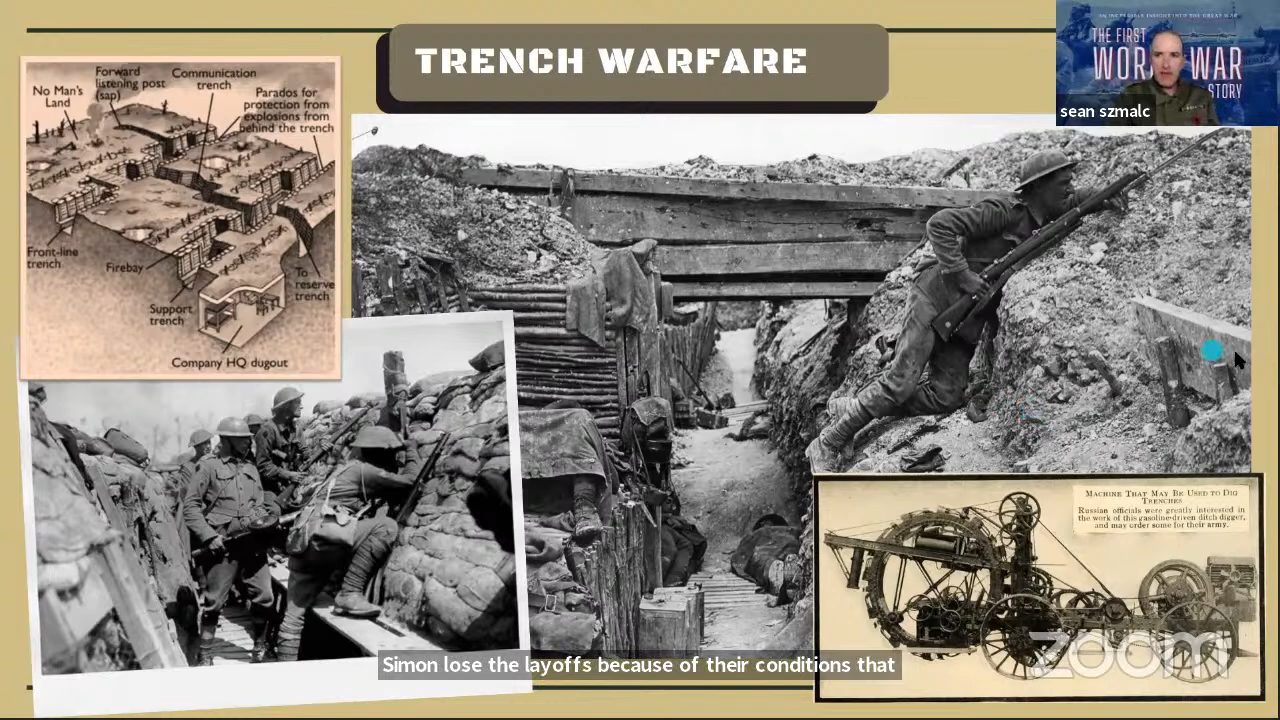 TRENCH WARFARE
No Man's
Land
Forward
listening post
(sap)
Communication
trench
Parados for
protection from
explosions from
behind the trench
Front-line
trench
Firebay
Support
trench
To
reserve
trench
Company HQ dugout
THE FIRST
WORLD WAR
STORY
sean szmalc
MACHINE THAT MAY BE USED TO DIG
TRENCHES
Russian officials were greatly interested in
the work of this gasoline-driven ditch digger,
and may order some for their army.
zoom
Simon lose the layoffs because of their conditions that